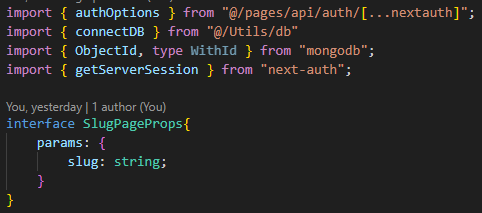 import { authOptions } from "@/pages/api/auth/[...nextauth]";
import { connectDB } from "@/Utils/db"
import { ObjectId, type WithId } from "mongodb";
import { getServerSession } from "next-auth";
You, yesterday | 1 author (You)
interface SlugPageProps{
    params: {
        slug: string;
    }
}